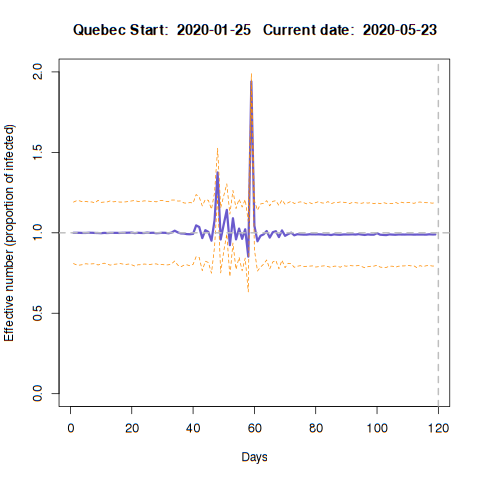 Quebec Start:  2020-01-25   Current date:  2020-05-23
Effective number (proportion of infected)
2.0
1.5
1.0
0.5
0.0
0 20 40 60 80 100 120
Days